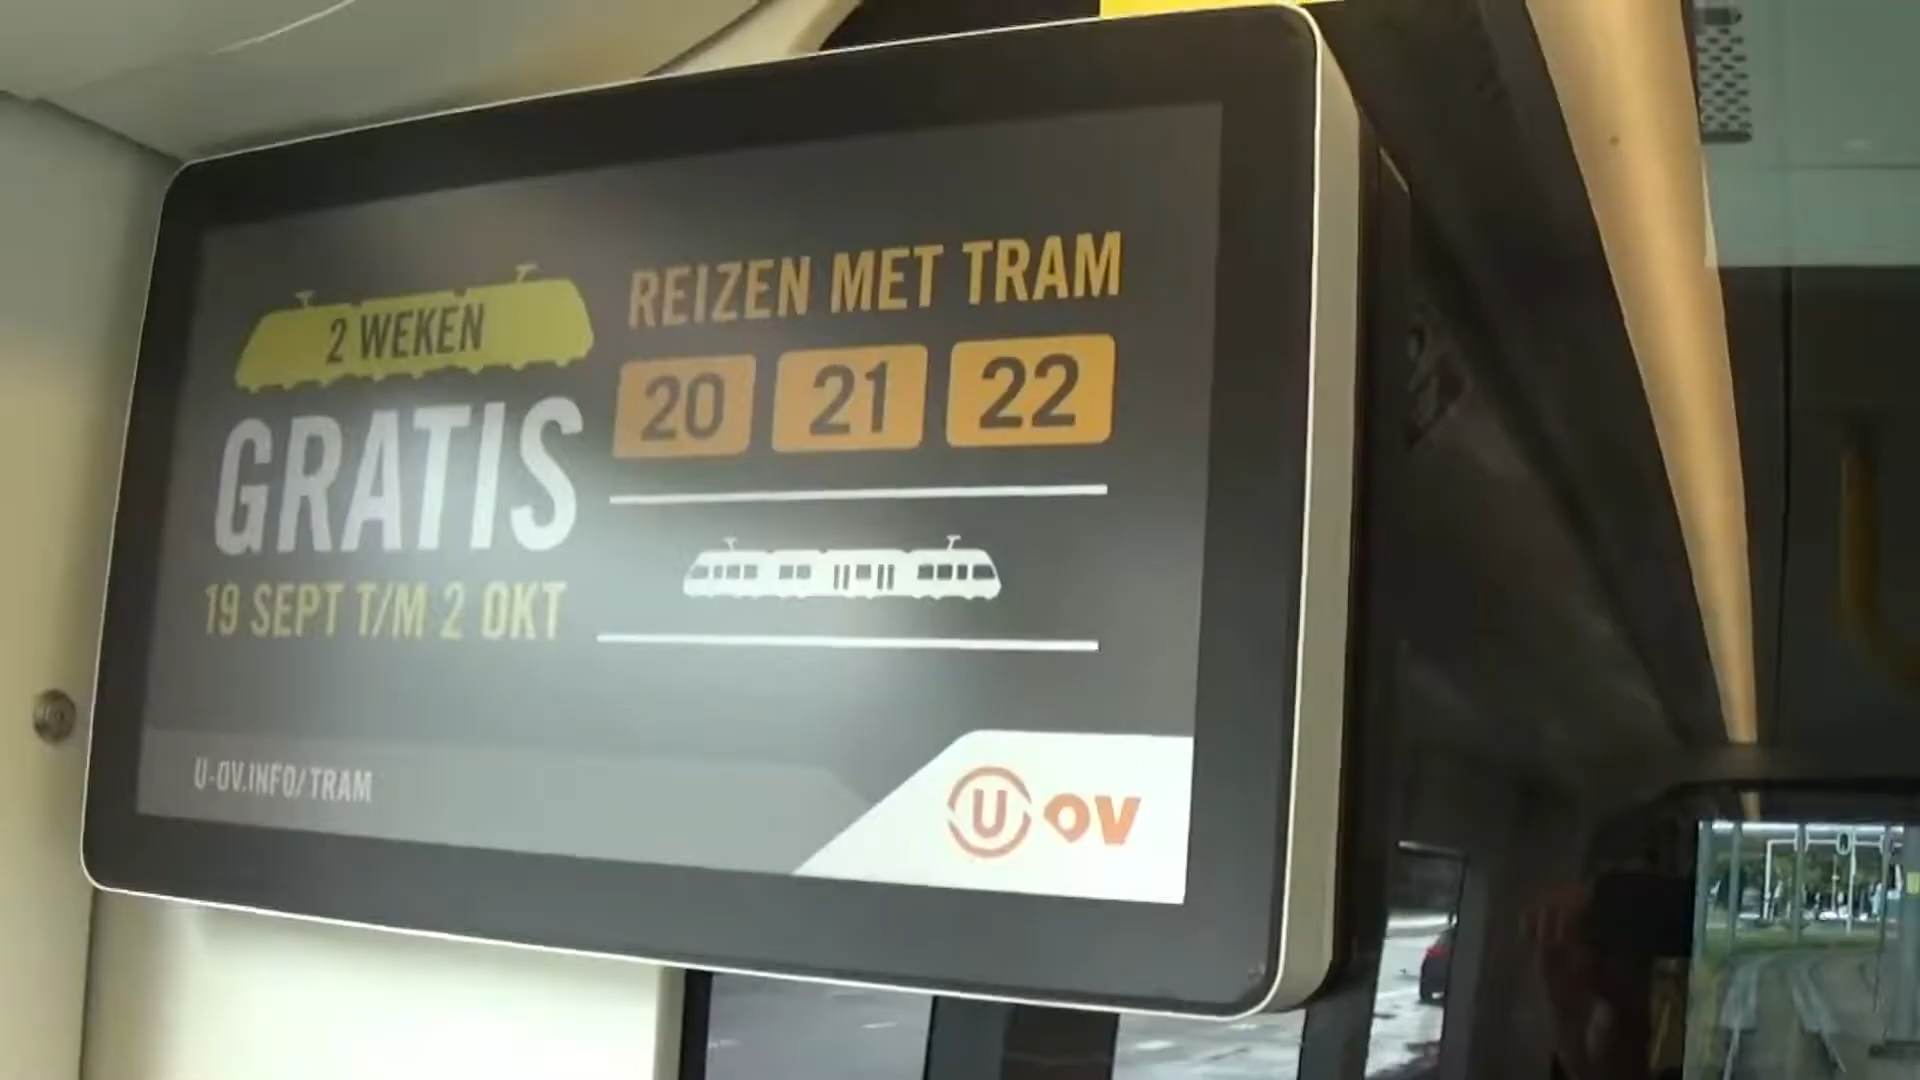 2 WEKEN
GRATIS
19 SEPT T/M 2 OKT
REIZEN MET TRAM
20 21 22
U-OV.INFO/TRAM
U OV